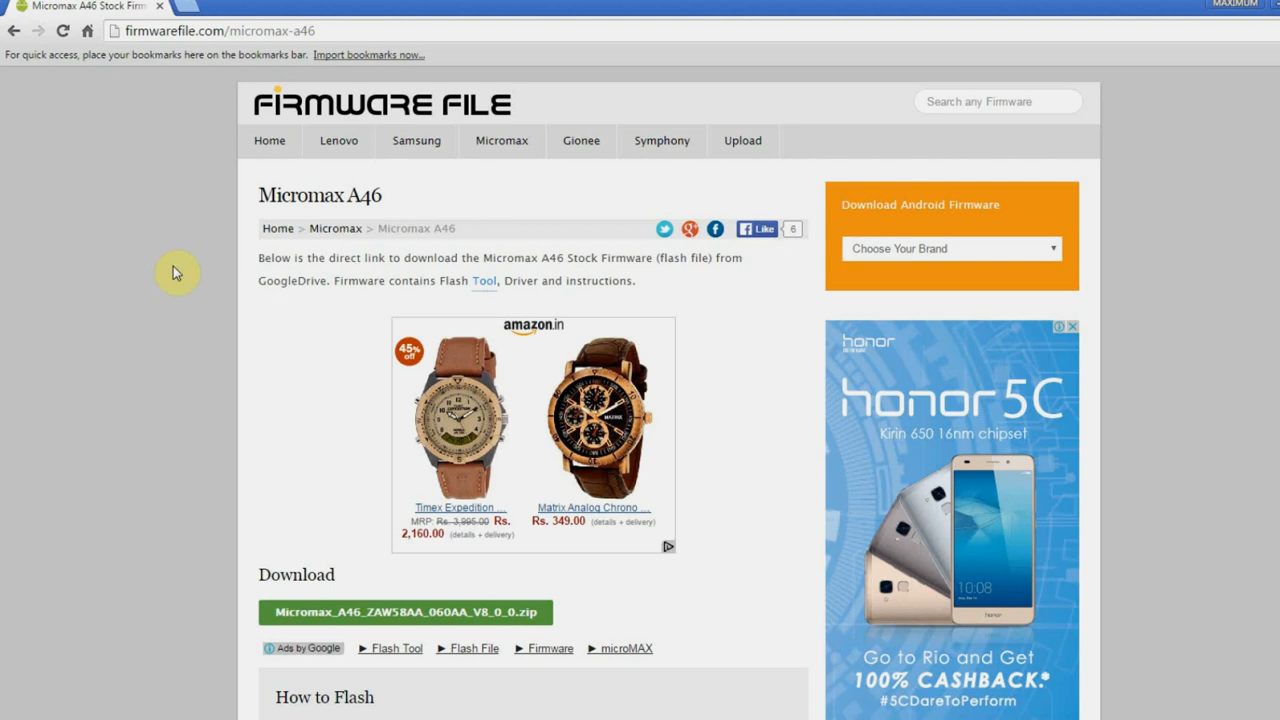 Micromax A46 Stock Firm
MAXIMUM
firmwarefile.com/micromax-a46
For quick access, place your bookmarks here on the bookmarks bar. Import bookmarks now...
FiRMWARE FILE
Search any Firmware
Home Lenovo Samsung Micromax Gionee Symphony Upload
Micromax A46
Home > Micromax > Micromax A46
Like 6
Below is the direct link to download the Micromax A46 Stock Firmware (flash file) from
GoogleDrive. Firmware contains Flash Tool, Driver and instructions.
Download Android Firmware
Choose Your Brand
amazon.in
45%
off
MATRIX
Timex Expedition ...
MRP: Rs. 3,995.00 Rs.
2,160.00 (details + delivery)
Matrix Analog Chrono ...
Rs. 349.00 (details + delivery)
Download
Micromax_A46_ZAW58AA_060AA_V8_0_0.zip
Ads by Google ► Flash Tool ► Flash File ► Firmware ► microMAX
How to Flash
honor
honor 5C
Kirin 650 16nm chipset
10:08
honor
Go to Rio and Get
100% CASHBACK.*
#5CDareToPerform